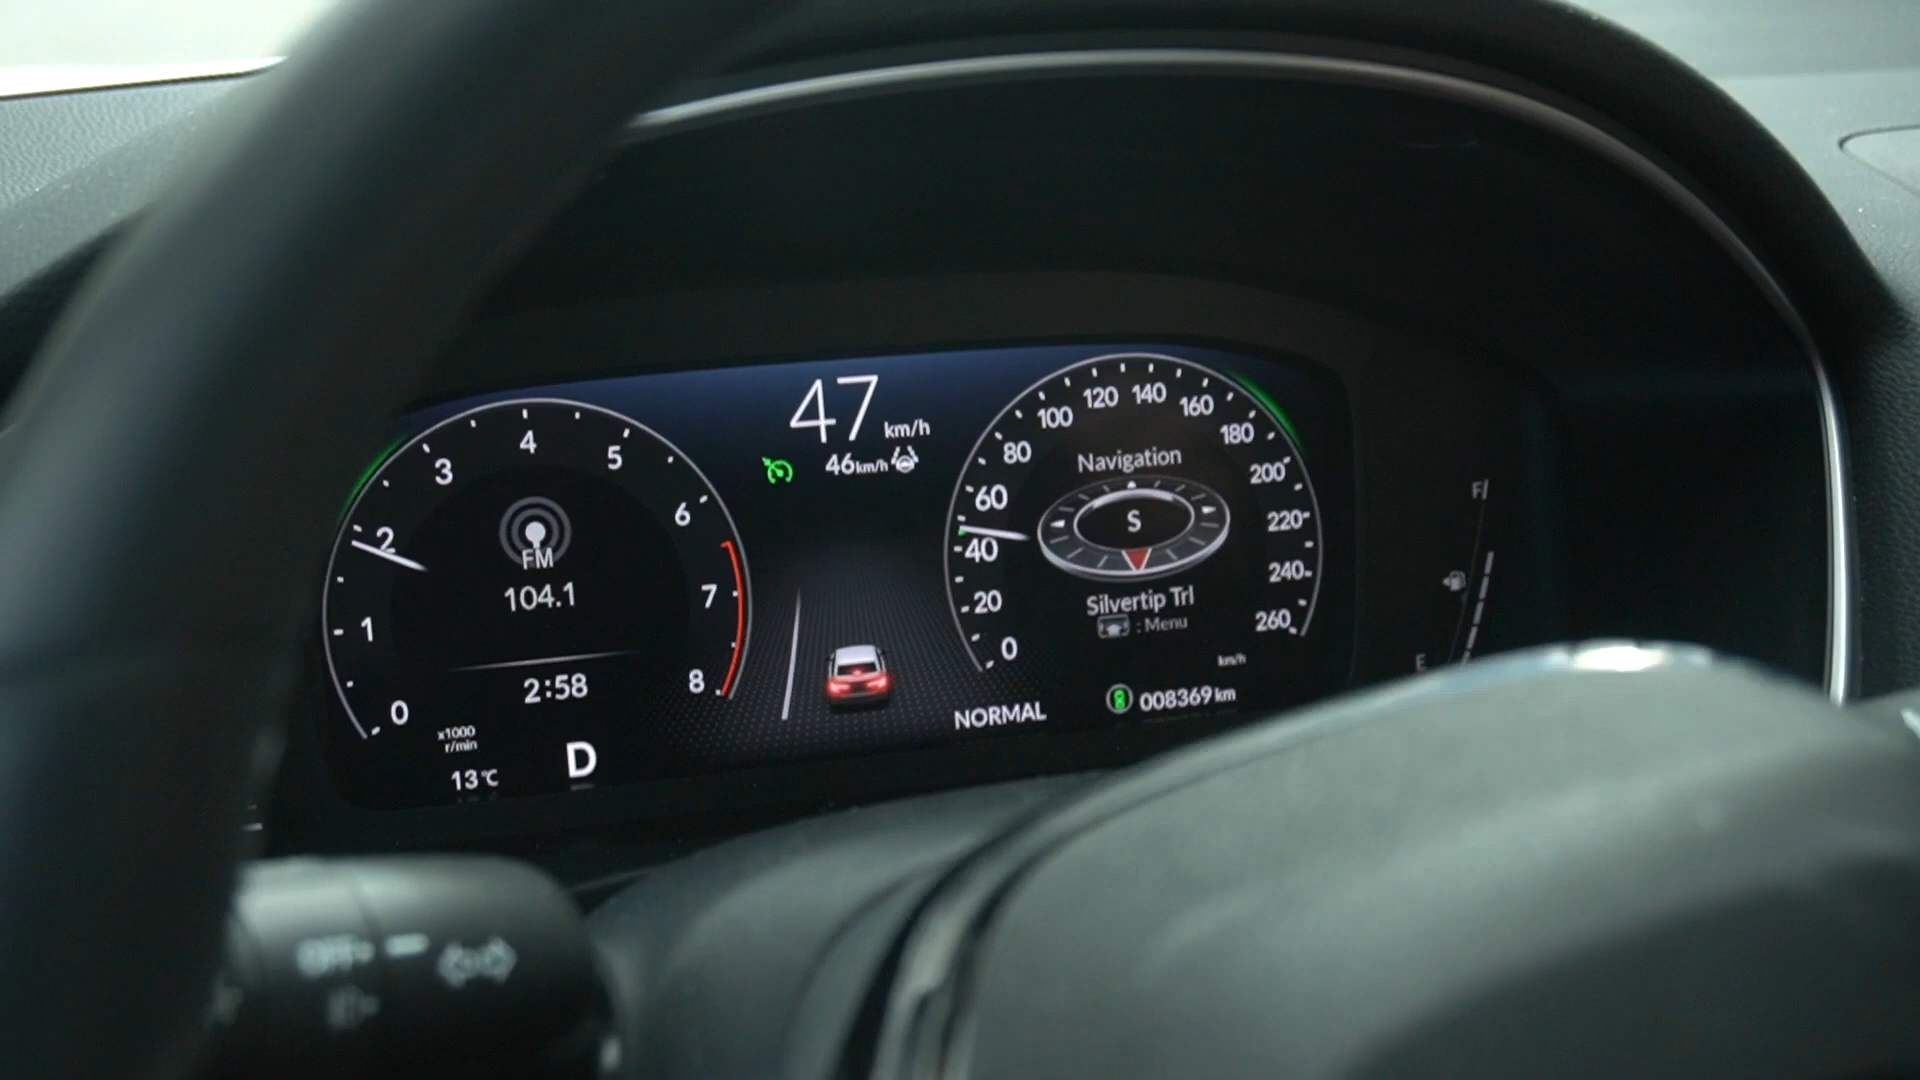 47 km/h
46km/h
0
1
2
3
4
5
6
7
8
FM
104.1
2:58
x1000
r/min
13°C
D
0
20
40
60
80
100
120
140
160
180
200
220
240
260
Navigation
S
Silvertip Trl
: Menu
km/h
NORMAL
008369 km
F
E
OFF